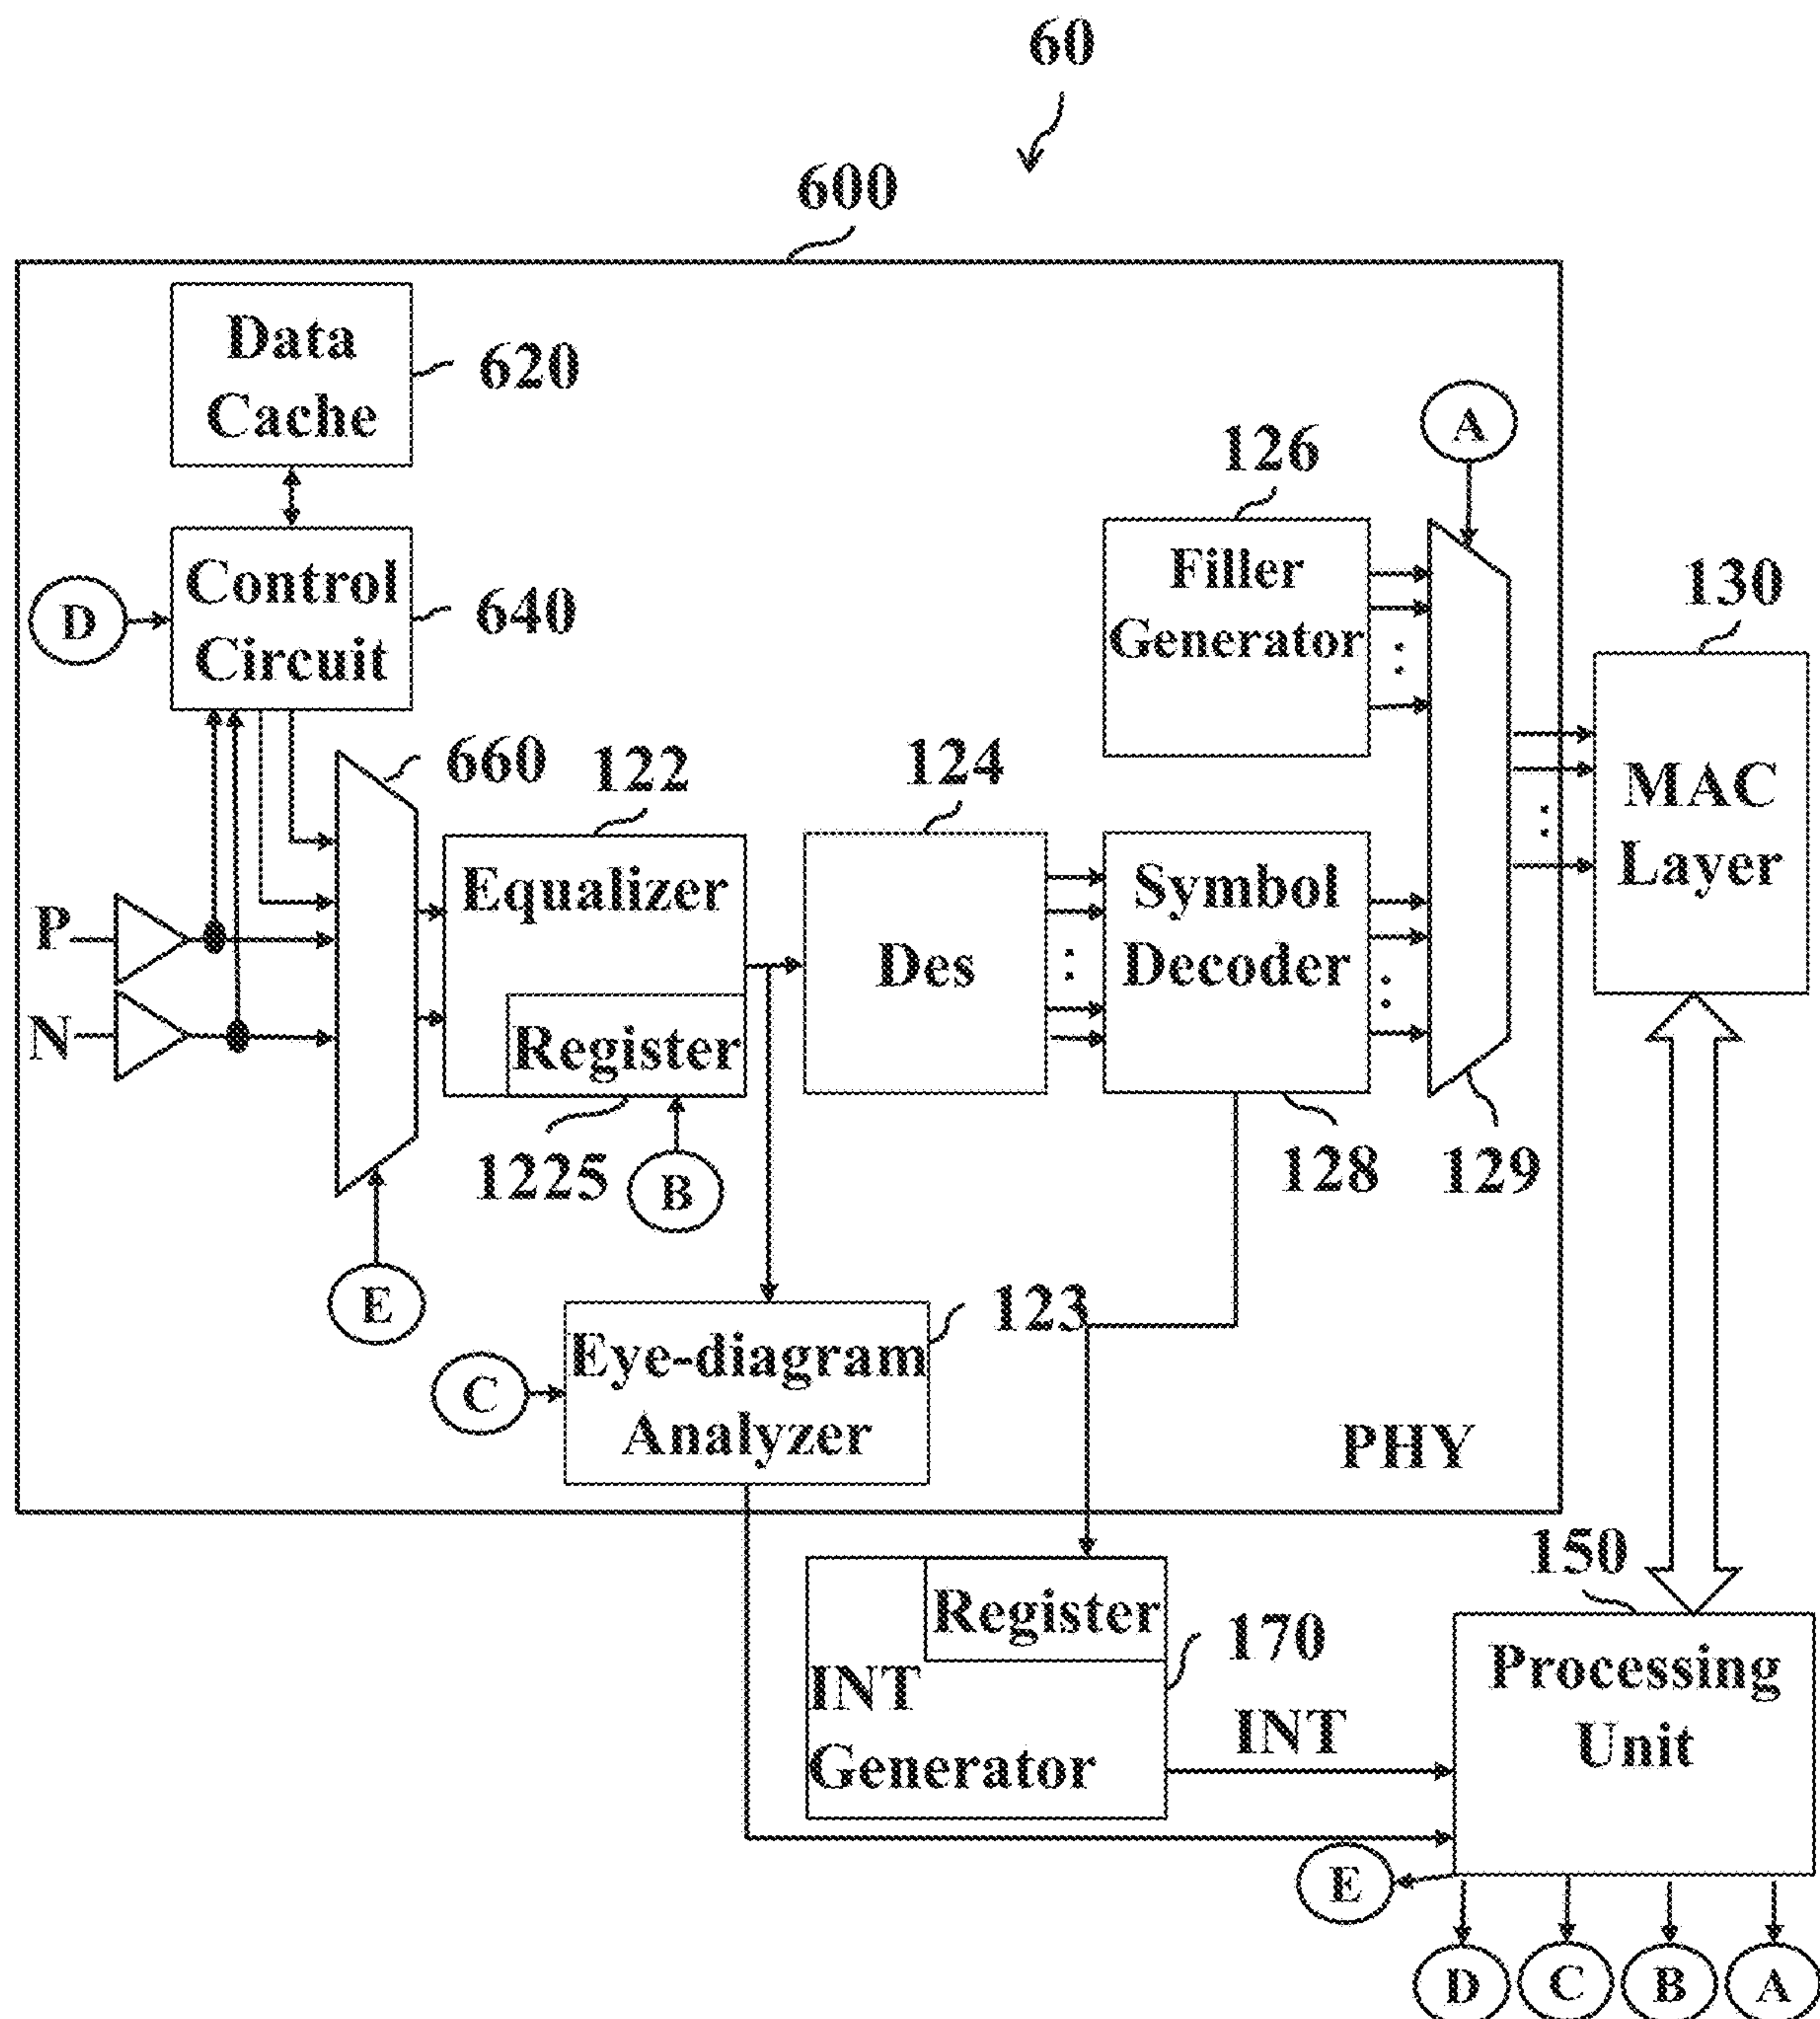 60
600
Data
Cache
620
A
126
Filler
Generator
Control
Circuit
640
D
130
MAC
Layer
660
122
124
Equalizer
Des
Symbol
Decoder
P
N
Register
1225
B
128
129
E
123
C
Eye-diagram
Analyzer
PHY
150
Register
170
INT
Generator
INT
Processing
Unit
E
D
C
B
A